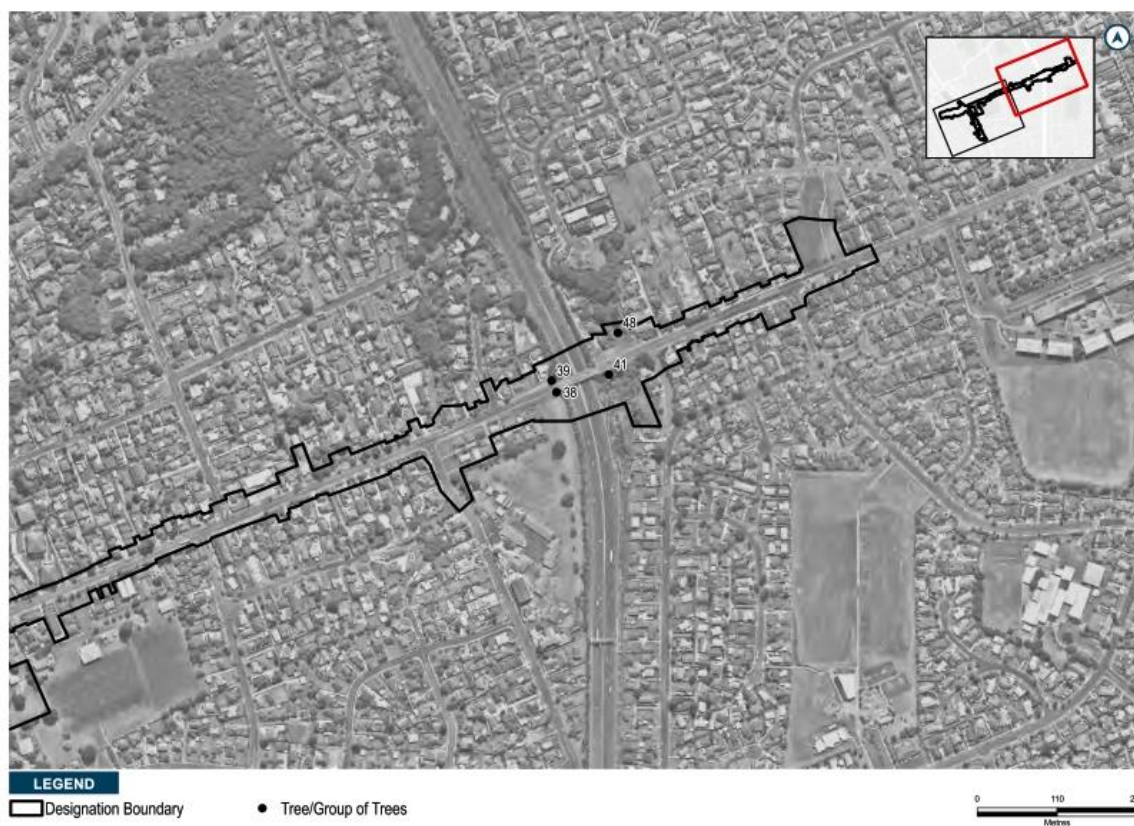 48
39
41
38
LEGEND
Designation Boundary
Tree/Group of Trees
0 110
Metres